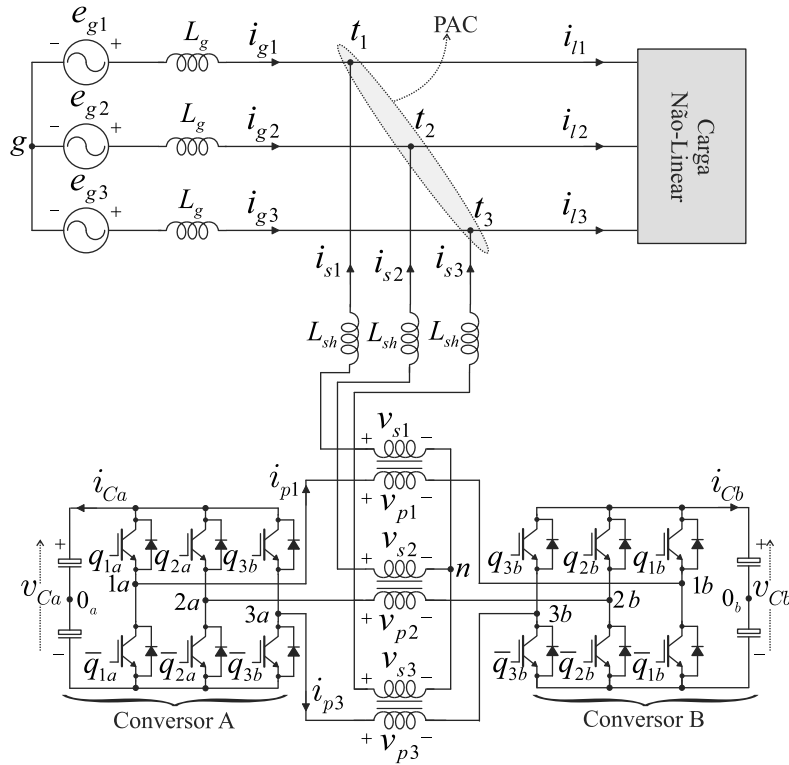 e_g1
L_g
i_g1
t_1
PAC
i_l1
e_g2
L_g
i_g2
t_2
i_l2
g
Carga
Não-Linear
e_g3
L_g
i_g3
t_3
i_l3
i_s1
i_s2
i_s3
L_sh
L_sh
L_sh
+ v_s1 −
i_Ca
i_p1
+ v_p1 −
i_Cb
q_1a
q_2a
q_3b
v_s2
+ −
n
q_3b
q_2b
q_1b
+
v_Ca
0_a
−
1a
2a
3a
+ v_p2 −
1b
2b
3b
0_b
+
v_Cb
−
q̅_1a
q̅_2a
q̅_3b
i_p3
v_s3
+ −
+ v_p3 −
q̅_3b
q̅_2b
q̅_1b
Conversor A
Conversor B